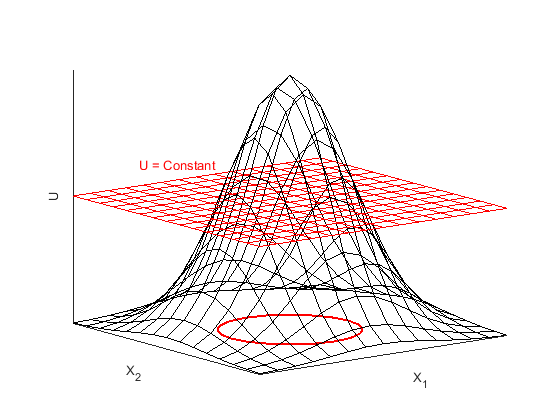 U = Constant
U
X2
X1